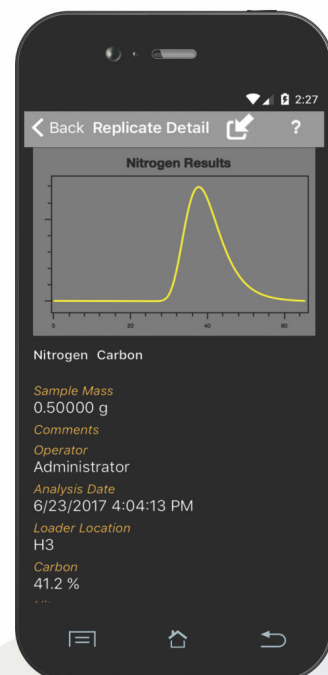 2:27
Back Replicate Detail ?
Nitrogen Results
0 20 40 60
Nitrogen Carbon
Sample Mass
0.50000 g
Comments
Operator
Administrator
Analysis Date
6/23/2017 4:04:13 PM
Loader Location
H3
Carbon
41.2 %